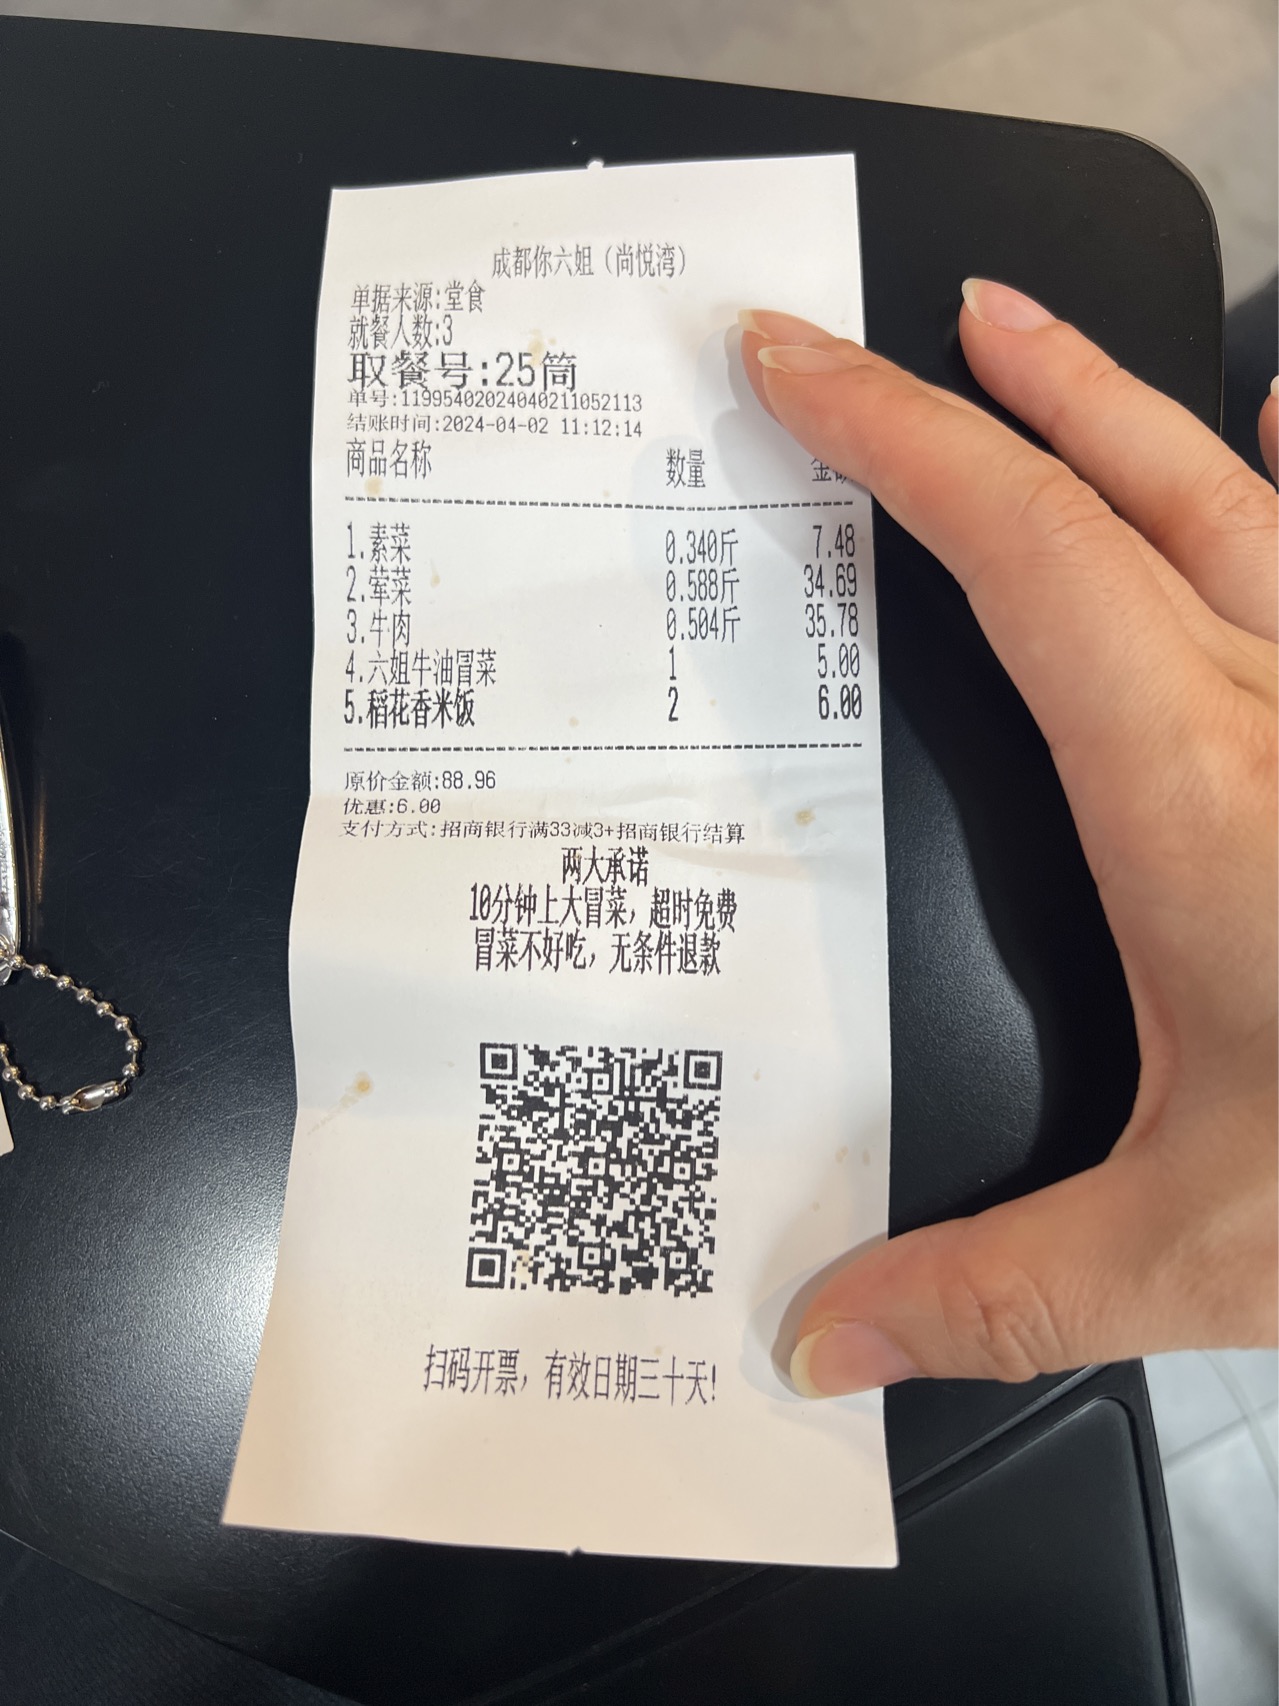 成都你六姐（尚悦湾）
单据来源:堂食
就餐人数:3
取餐号:25筒
单号:11995402024040211052113
结账时间:2024-04-02 11:12:14
商品名称 数量 金额
1.素菜 0.340斤 7.48
2.荤菜 0.588斤 34.69
3.牛肉 0.504斤 35.78
4.六姐牛油冒菜 1 5.00
5.稻花香米饭 2 6.00
原价金额:88.96
优惠:6.00
支付方式:招商银行满33减3+招商银行结算
两大承诺
10分钟上大冒菜，超时免费
冒菜不好吃，无条件退款
扫码开票，有效日期三十天!